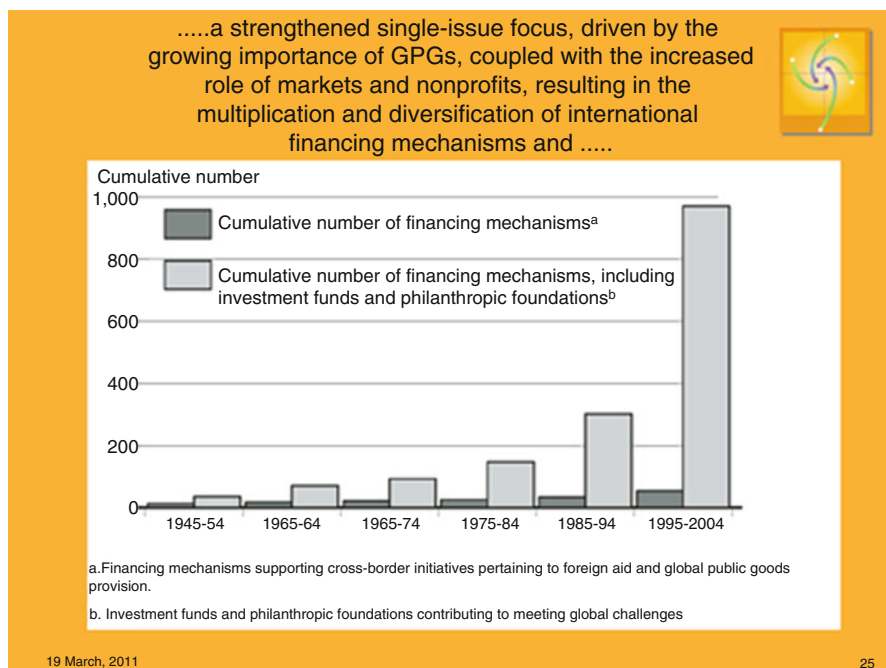 .....a strengthened single-issue focus, driven by the
growing importance of GPGs, coupled with the increased
role of markets and nonprofits, resulting in the
multiplication and diversification of international
financing mechanisms and .....
Cumulative number
1,000
800
600
400
200
0
Cumulative number of financing mechanismsᵃ
Cumulative number of financing mechanisms, including
investment funds and philanthropic foundationsᵇ
1945-54 1965-64 1965-74 1975-84 1985-94 1995-2004
a.Financing mechanisms supporting cross-border initiatives pertaining to foreign aid and global public goods
provision.
b. Investment funds and philanthropic foundations contributing to meeting global challenges
19 March, 2011
25